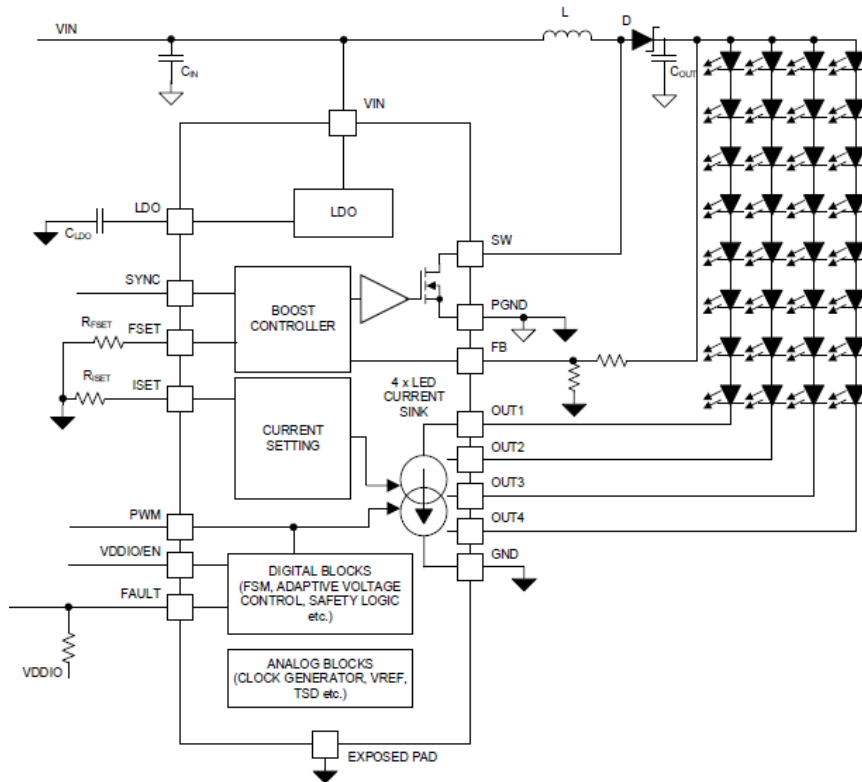 L
D
VIN
CIN
COUT
VIN
LDO
LDO
CLDO
SW
SYNC
BOOST
CONTROLLER
PGND
RFSET
FSET
FB
RISET
ISET
4 x LED
CURRENT
SINK
OUT1
CURRENT
SETTING
OUT2
OUT3
PWM
OUT4
VDDIO/EN
GND
DIGITAL BLOCKS
(FSM, ADAPTIVE VOLTAGE
CONTROL, SAFETY LOGIC
etc.)
FAULT
VDDIO
ANALOG BLOCKS
(CLOCK GENERATOR, VREF,
TSD etc.)
EXPOSED PAD